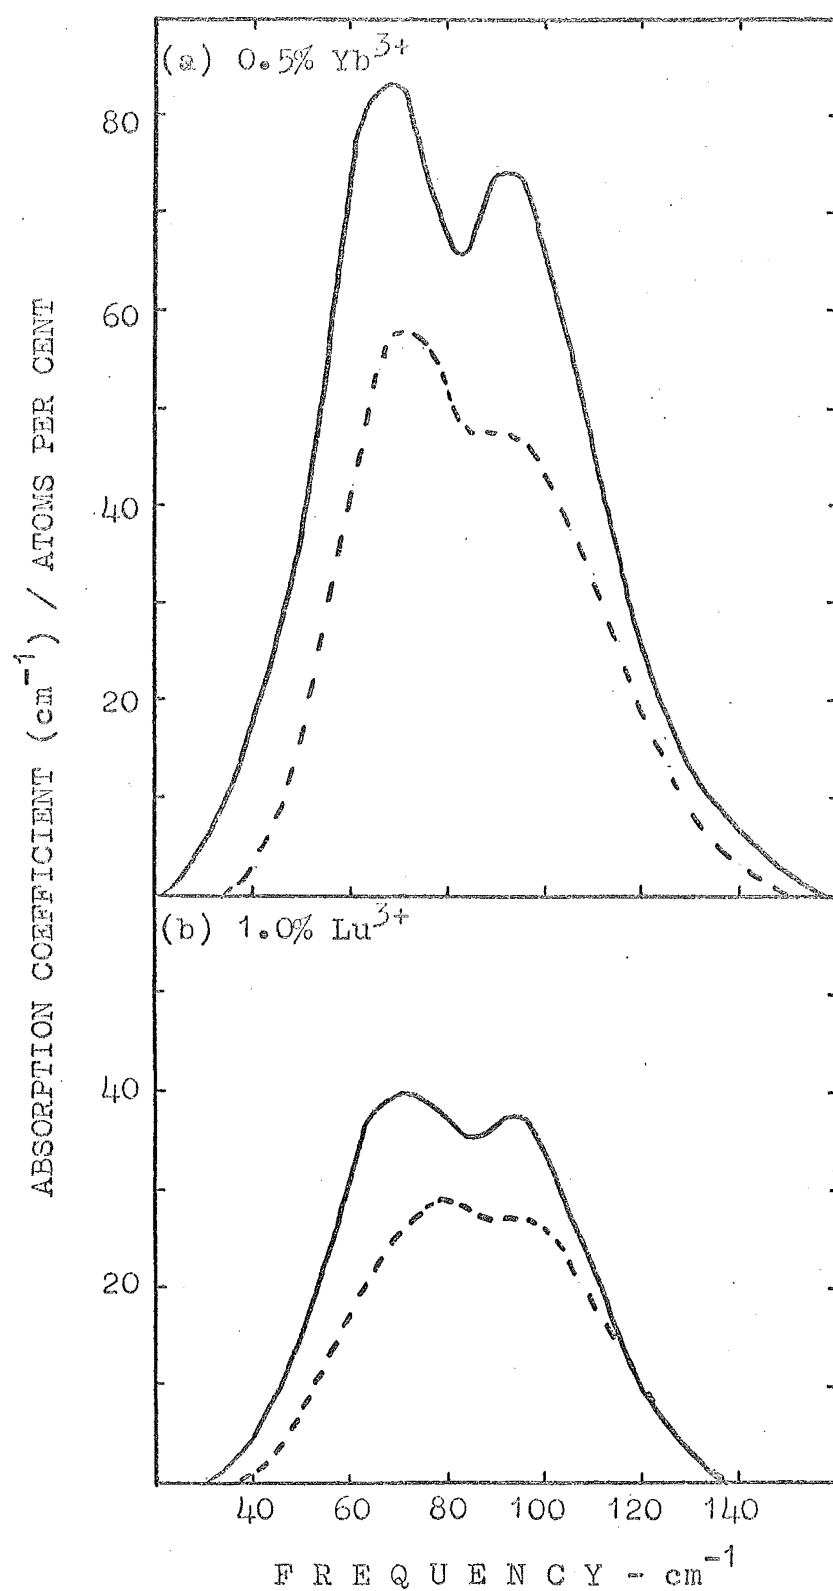 (a) 0.5% Yb³⁺
80
60
40
20
(b) 1.0% Lu³⁺
40
20
40 60 80 100 120 140
FREQUENCY - cm⁻¹
ABSORPTION COEFFICIENT (cm⁻¹) / ATOMS PER CENT